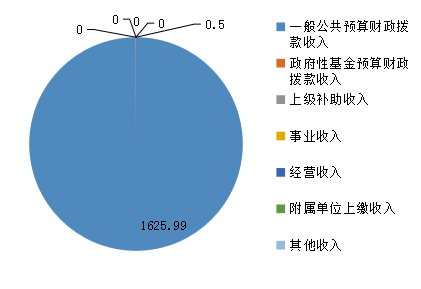 0
0
0
0
0.5
1625.99
一般公共预算财政拨
款收入
政府性基金预算财政
拨款收入
上级补助收入
事业收入
经营收入
附属单位上缴收入
其他收入